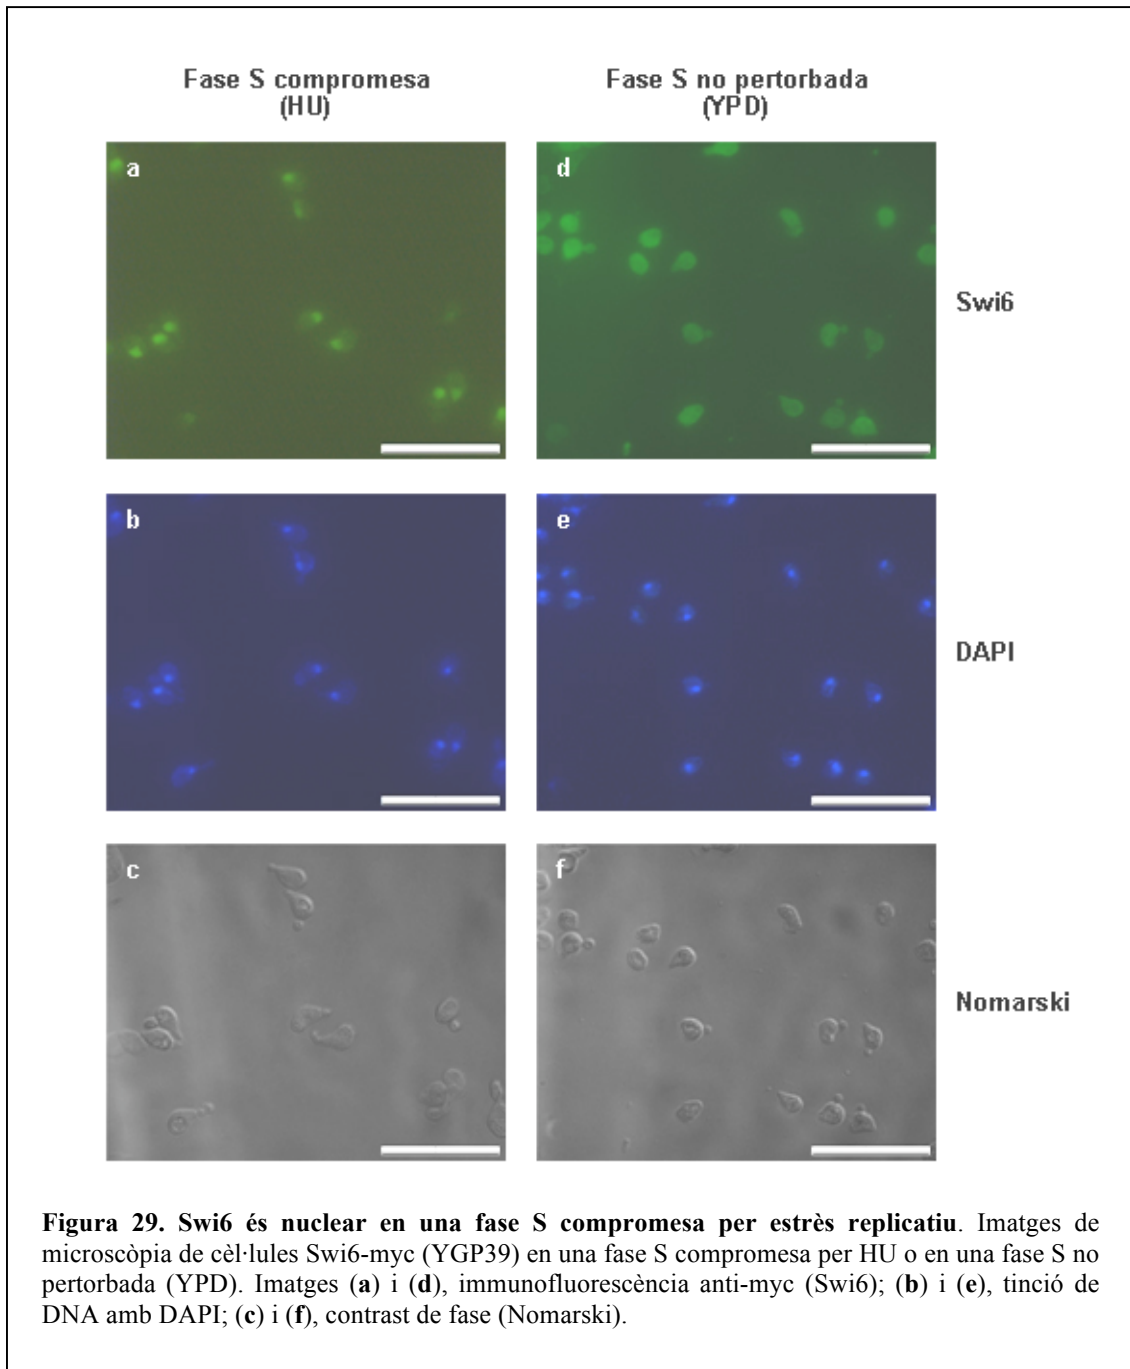 Fase S compromesa
(HU)
Fase S no pertorbada
(YPD)
a
d
Swi6
b
e
DAPI
c
f
Nomarski
Figura 29. Swi6 és nuclear en una fase S compromesa per estrès replicatiu. Imatges de
microscòpia de cèl·lules Swi6-myc (YGP39) en una fase S compromesa per HU o en una fase S no
pertorbada (YPD). Imatges (a) i (d), immunofluorescència anti-myc (Swi6); (b) i (e), tinció de
DNA amb DAPI; (c) i (f), contrast de fase (Nomarski).